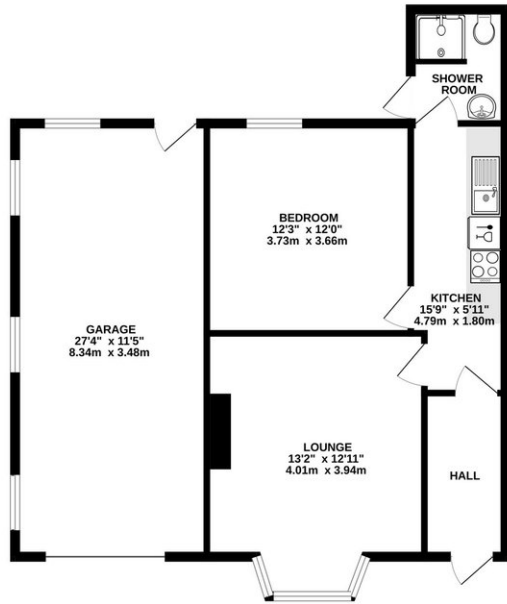 SHOWER
ROOM
BEDROOM
12'3" x 12'0"
3.73m x 3.66m
KITCHEN
15'9" x 5'11"
4.79m x 1.80m
GARAGE
27'4" x 11'5"
8.34m x 3.48m
LOUNGE
13'2" x 12'11"
4.01m x 3.94m
HALL